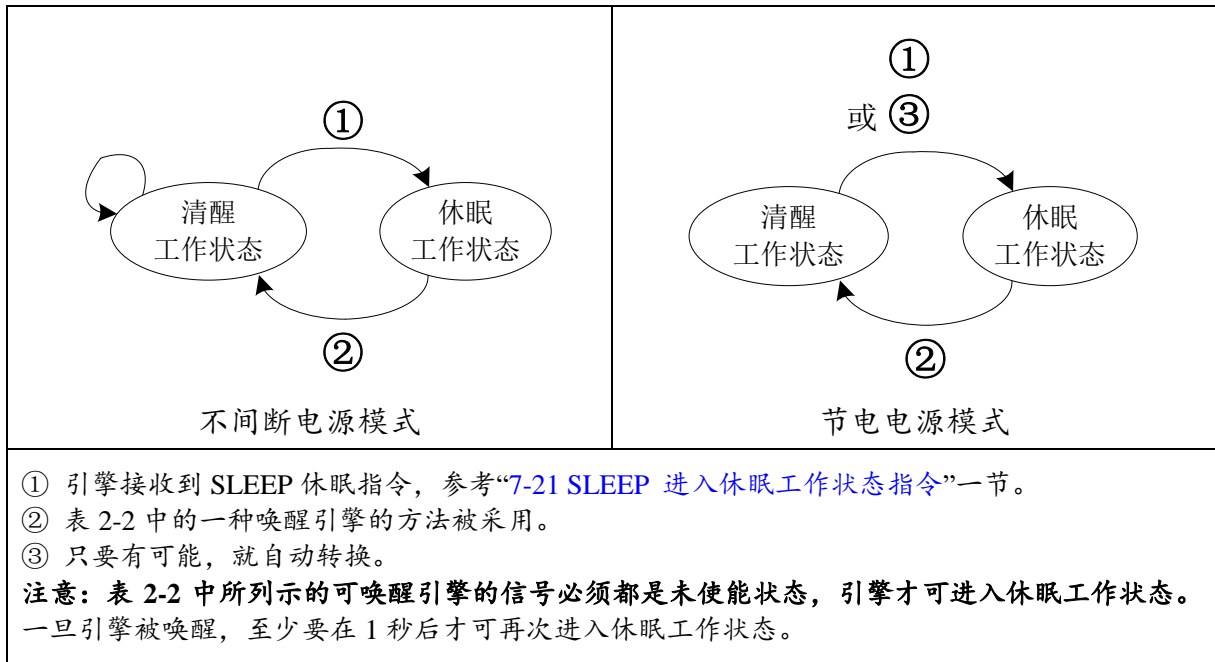 ①
清醒
工作状态
休眠
工作状态
②
不间断电源模式
①
或 ③
清醒
工作状态
休眠
工作状态
②
节电电源模式
① 引擎接收到 SLEEP 休眠指令，参考“7-21 SLEEP 进入休眠工作状态指令”一节。
② 表 2-2 中的一种唤醒引擎的方法被采用。
③ 只要有可能，就自动转换。
注意：表 2-2 中所列示的可唤醒引擎的信号必须都是未使能状态，引擎才可进入休眠工作状态。
一旦引擎被唤醒，至少要在 1 秒后才可再次进入休眠工作状态。